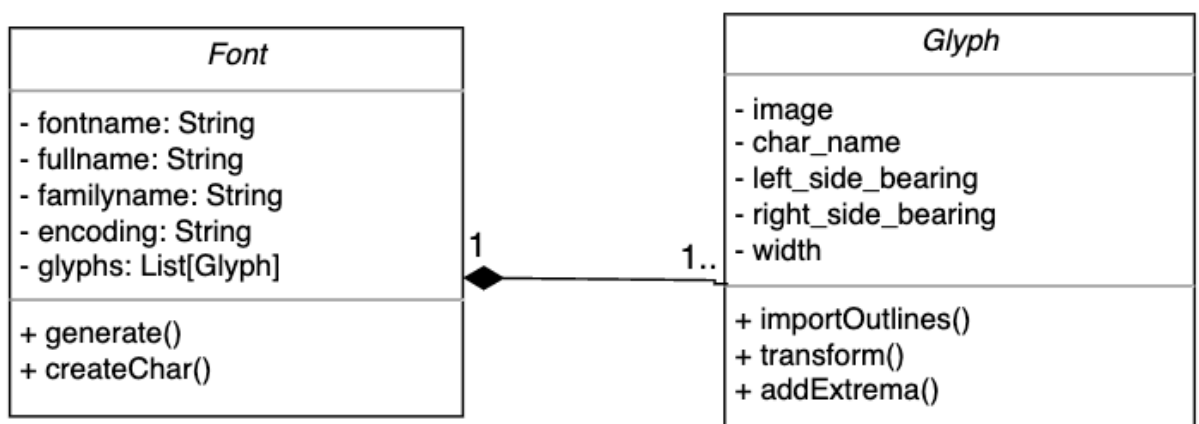 Font
- fontname: String
- fullname: String
- familyname: String
- encoding: String
- glyphs: List[Glyph]
+ generate()
+ createChar()
1
1..
Glyph
- image
- char_name
- left_side_bearing
- right_side_bearing
- width
+ importOutlines()
+ transform()
+ addExtrema()